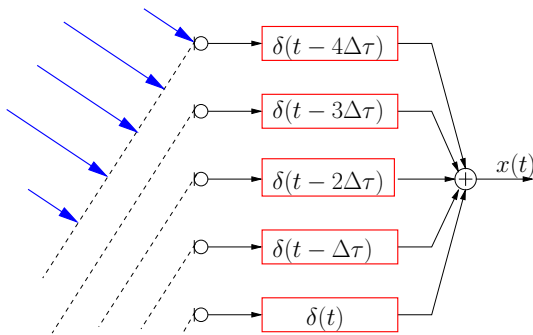 δ(t − 4Δτ)
δ(t − 3Δτ)
δ(t − 2Δτ)
x(t)
δ(t − Δτ)
δ(t)